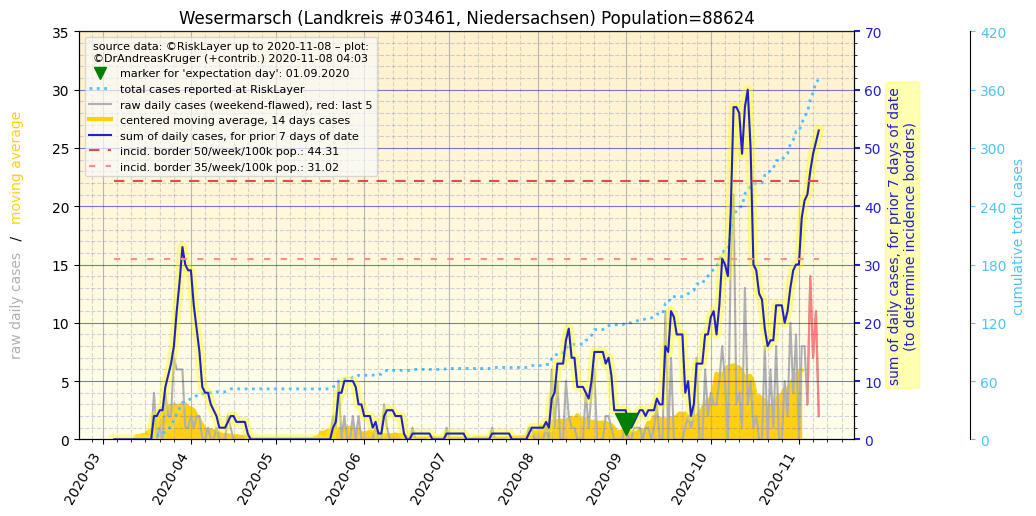 Wesermarsch (Landkreis #03461, Niedersachsen) Population=88624
source data: ©RiskLayer up to 2020-11-08 – plot:
©DrAndreasKruger (+contrib.) 2020-11-08 04:03
marker for 'expectation day': 01.09.2020
total cases reported at RiskLayer
raw daily cases (weekend-flawed), red: last 5
centered moving average, 14 days cases
sum of daily cases, for prior 7 days of date
incid. border 50/week/100k pop.: 44.31
incid. border 35/week/100k pop.: 31.02
raw daily cases / moving average
35
30
25
20
15
10
5
0
2020-03
2020-04
2020-05
2020-06
2020-07
2020-08
2020-09
2020-10
2020-11
70
60
50
40
30
20
10
0
sum of daily cases, for prior 7 days of date
(to determine incidence borders)
420
360
300
240
180
120
60
0
cumulative total cases